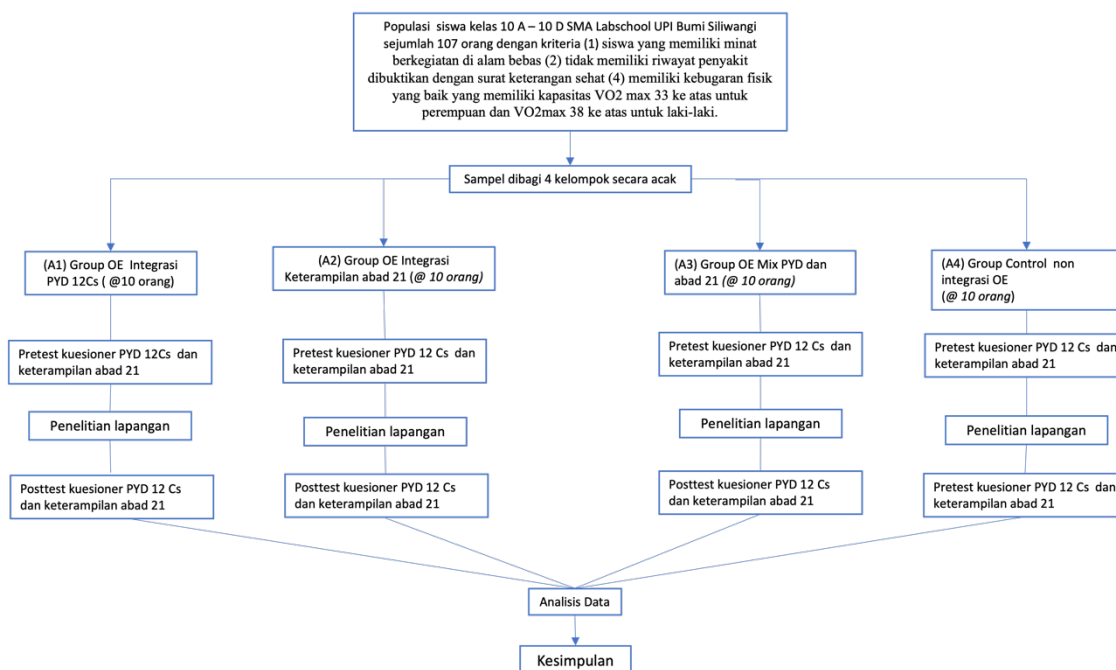 Populasi siswa kelas 10 A – 10 D SMA Labschool UPI Bumi Siliwangi
sejumlah 107 orang dengan kriteria (1) siswa yang memiliki minat
berkegiatan di alam bebas (2) tidak memiliki riwayat penyakit
dibuktikan dengan surat keterangan sehat (4) memiliki kebugaran fisik
yang baik yang memiliki kapasitas VO2 max 33 ke atas untuk
perempuan dan VO2max 38 ke atas untuk laki-laki.
Sampel dibagi 4 kelompok secara acak
(A1) Group OE Integrasi
PYD 12Cs ( @10 orang)
(A2) Group OE Integrasi
Keterampilan abad 21 (@ 10 orang)
(A3) Group OE Mix PYD dan
abad 21 (@ 10 orang)
(A4) Group Control non
integrasi OE
(@ 10 orang)
Pretest kuesioner PYD 12Cs dan
keterampilan abad 21
Pretest kuesioner PYD 12 Cs dan
keterampilan abad 21
Pretest kuesioner PYD 12 Cs dan
keterampilan abad 21
Pretest kuesioner PYD 12 Cs dan
keterampilan abad 21
Penelitian lapangan
Penelitian lapangan
Penelitian lapangan
Penelitian lapangan
Posttest kuesioner PYD 12 Cs
dan keterampilan abad 21
Posttest kuesioner PYD 12 Cs
dan keterampilan abad 21
Posttest kuesioner PYD 12 Cs
dan keterampilan abad 21
Pretest kuesioner PYD 12 Cs dan
keterampilan abad 21
Analisis Data
Kesimpulan